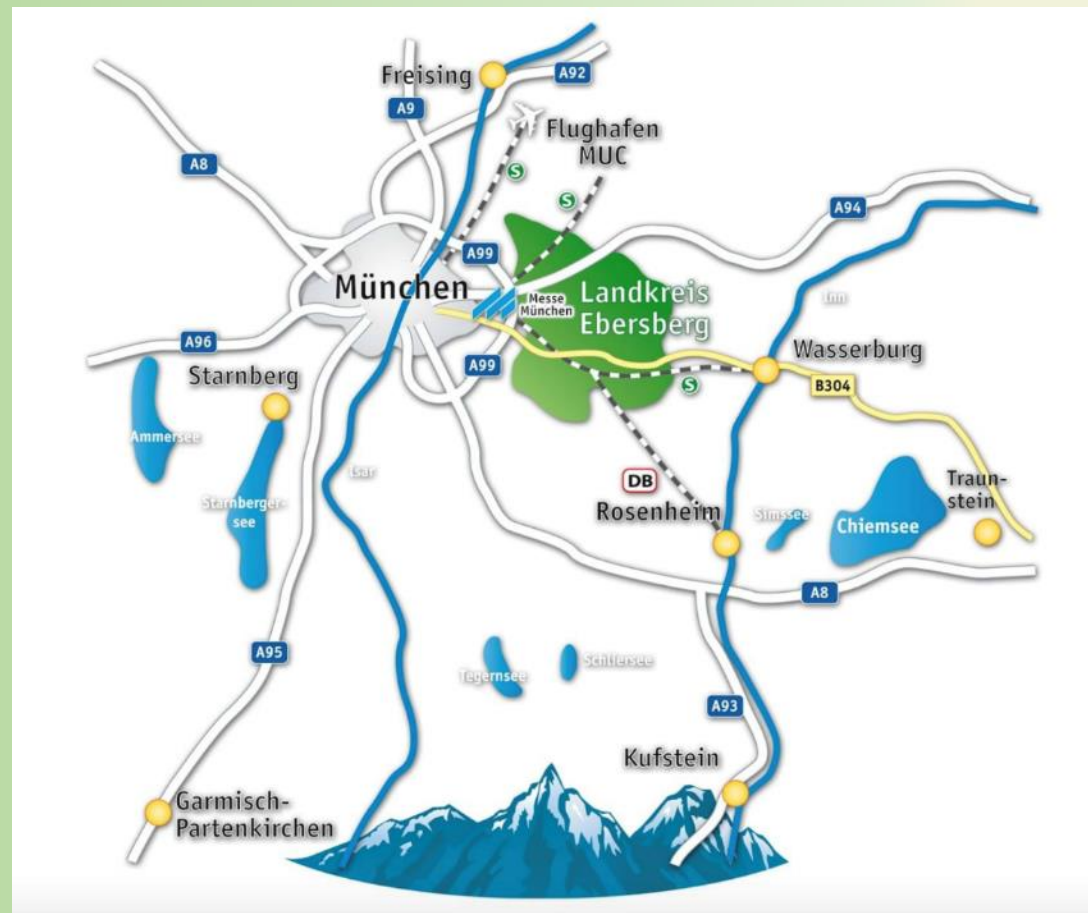 Freising
A92
A9
Flughafen
MUC
A8
S
S
A94
A99
München
Messe
München
Landkreis
Ebersberg
Inn
A96
Starnberg
A99
Wasserburg
S
B304
Ammersee
Isar
Starnberger-
see
DB
Rosenheim
Simssee
Chiemsee
Traun-
stein
A8
A95
Tegernsee
Schliersee
A93
Kufstein
Garmisch-
Partenkirchen